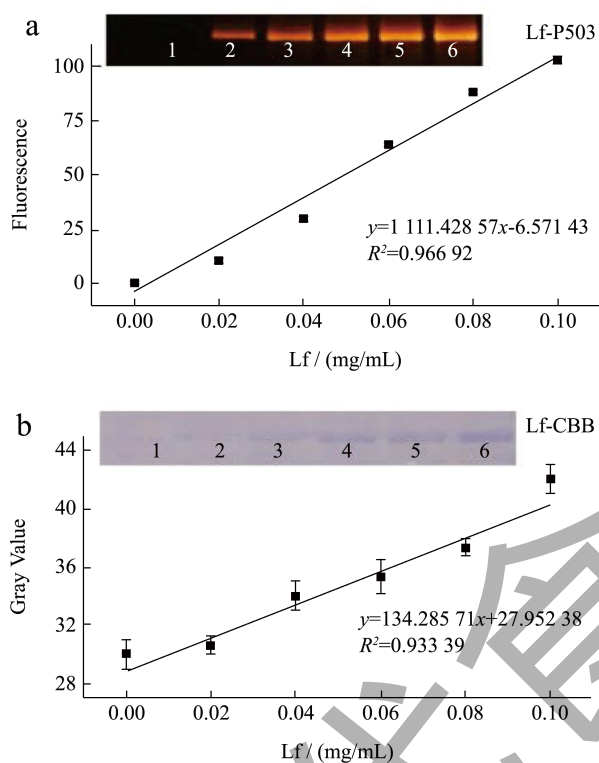 a
1 2 3 4 5 6
Lf-P503
100
75
50
25
0
Fluorescence
y=1 111.428 57x-6.571 43
R²=0.966 92
0.00 0.02 0.04 0.06 0.08 0.10
Lf / (mg/mL)
b
1 2 3 4 5 6
Lf-CBB
44
40
36
32
28
Gray Value
y=134.285 71x+27.952 38
R²=0.933 39
0.00 0.02 0.04 0.06 0.08 0.10
Lf / (mg/mL)